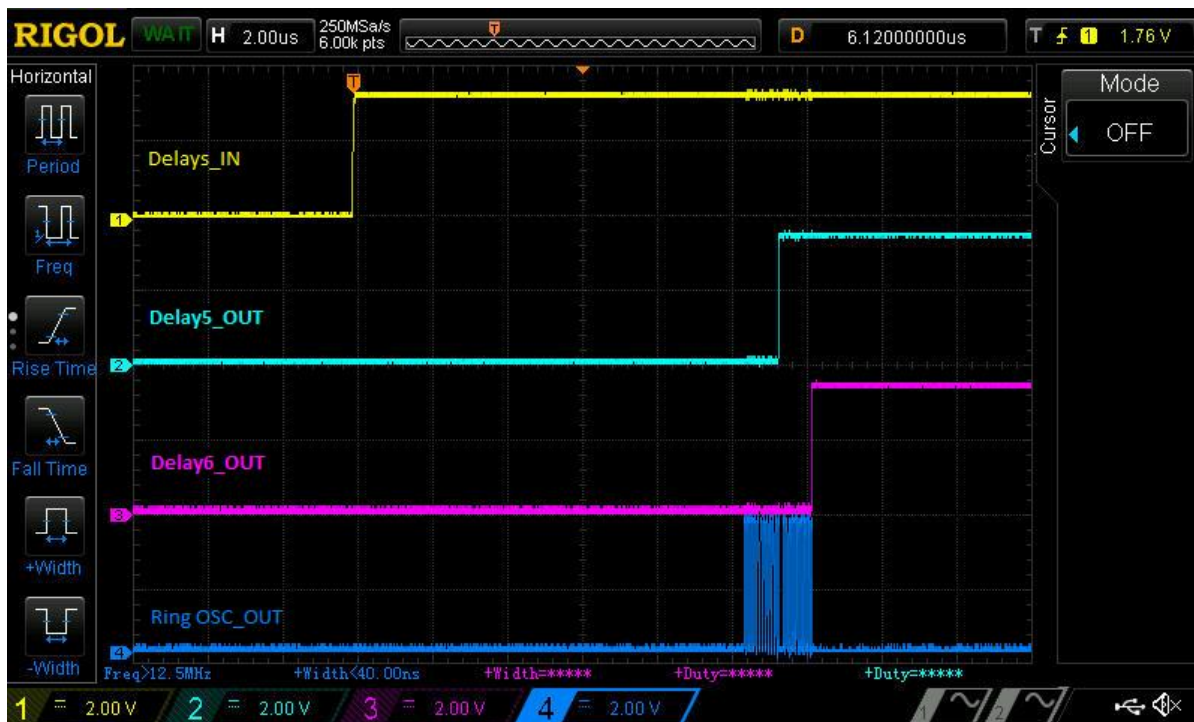 RIGOL WAIT H 2.00us 250MSa/s 6.00k pts T D 6.12000000us T 1 1.76 V
Horizontal
Period
Freq
Rise Time
Fall Time
+Width
-Width
T
Delays_IN
1
Delay5_OUT
2
Delay6_OUT
3
Ring OSC_OUT
4
Freq>12.5MHz +Width<40.00ns +Width=***** +Duty=***** +Duty=*****
Cursor
Mode
OFF
1 = 2.00 V 2 = 2.00 V 3 = 2.00 V 4 = 2.00 V 1 2